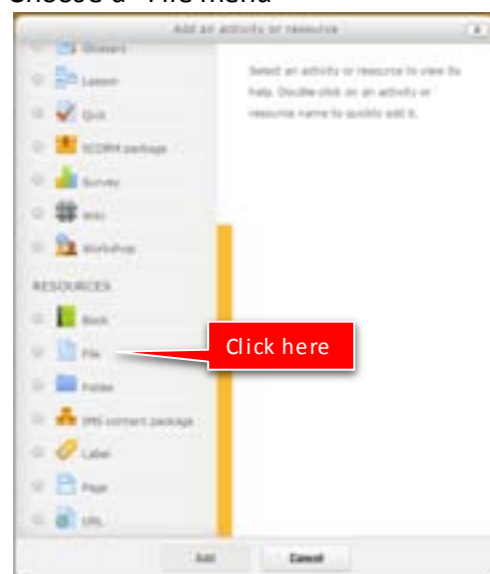 Choose a "File menu"
Add an activity or resource
Glossary
Lesson
Quiz
SCORM package
Survey
Wiki
Workshop
Select an activity or resource to view its
help. Double-click on an activity or
resource name to quickly add it.
RESOURCES
Book
File
Folder
IMS content package
Label
Page
URL
Click here
Add
Cancel